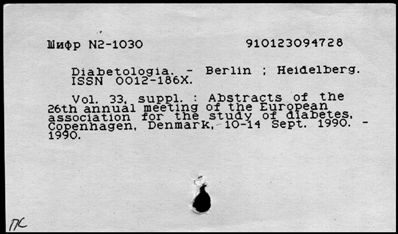 Шифр N2-1030 910123094728
Diabetologia. - Berlin ; Heidelberg.
ISSN 0012-186X.
Vol. 33, suppl. : Abstracts of the
26th annual meeting of the European
association for the study of diabetes,
Copenhagen, Denmark, 10-14 Sept. 1990. -
1990.
ПС